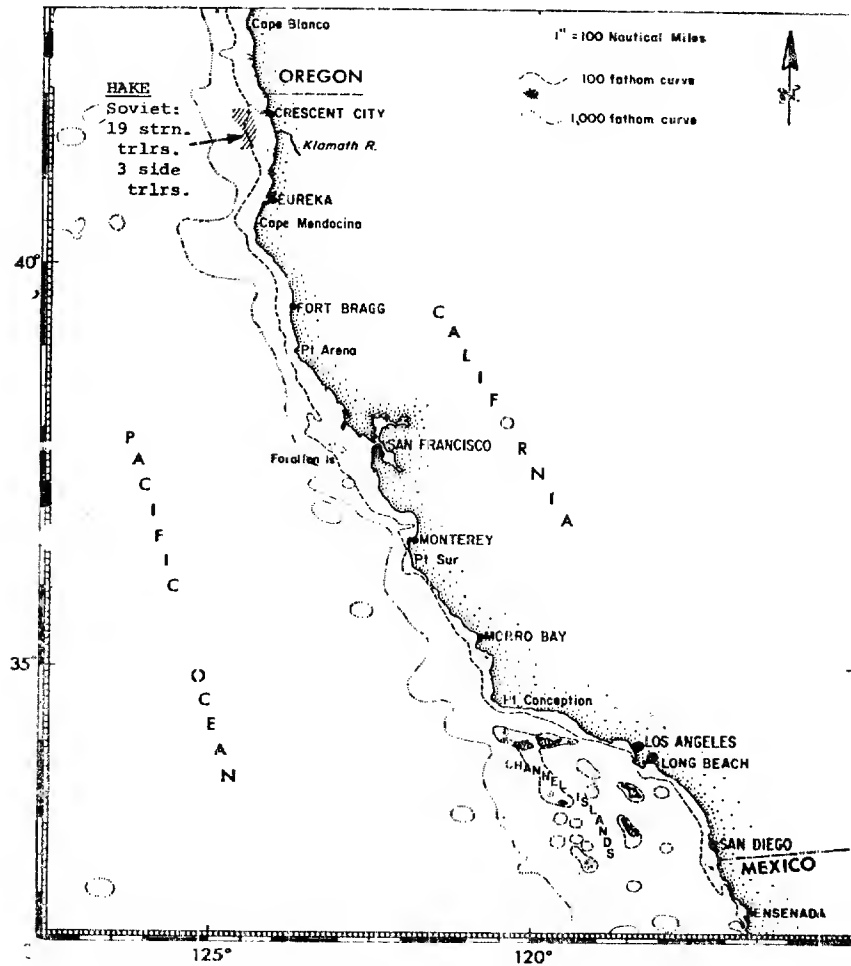 Cape Blanco
1" = 100 Nautical Miles
OREGON
100 fathom curve
HAKE
Soviet:
19 strn.
trlrs.
3 side
trlrs.
CRESCENT CITY
1,000 fathom curve
Klamath R.
EUREKA
Cape Mendocino
40°
FORT BRAGG
CALIFORNIA
Pt Arena
PACIFIC
SAN FRANCISCO
Farallon Is
MONTEREY
Pt Sur
MORRO BAY
35
OCEAN
Pt Conception
LOS ANGELES
LONG BEACH
CHANNEL ISLANDS
SAN DIEGO
MEXICO
ENSENADA
125°
120°